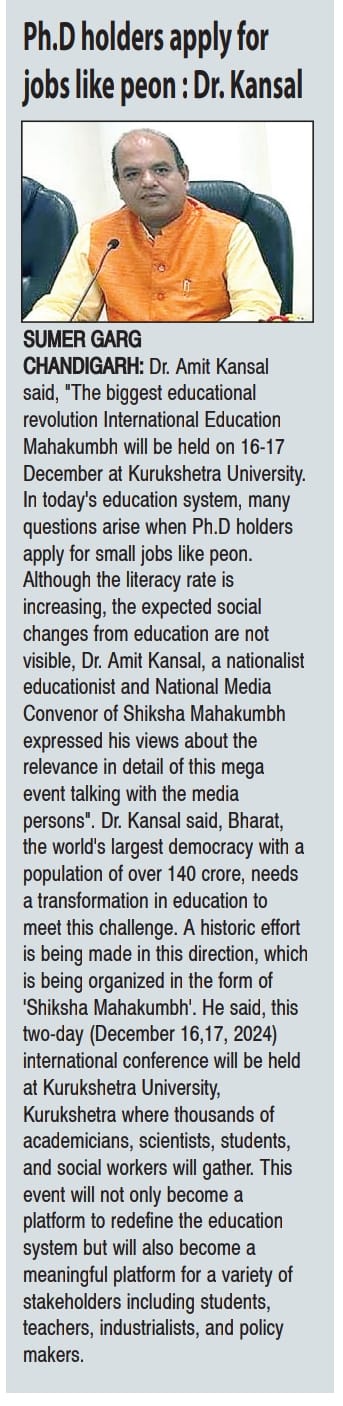 Ph.D holders apply for
jobs like peon : Dr. Kansal
SUMER GARG
CHANDIGARH: Dr. Amit Kansal
said, "The biggest educational
revolution International Education
Mahakumbh will be held on 16-17
December at Kurukshetra University.
In today's education system, many
questions arise when Ph.D holders
apply for small jobs like peon.
Although the literacy rate is
increasing, the expected social
changes from education are not
visible, Dr. Amit Kansal, a nationalist
educationist and National Media
Convenor of Shiksha Mahakumbh
expressed his views about the
relevance in detail of this mega
event talking with the media
persons". Dr. Kansal said, Bharat,
the world's largest democracy with a
population of over 140 crore, needs
a transformation in education to
meet this challenge. A historic effort
is being made in this direction, which
is being organized in the form of
'Shiksha Mahakumbh'. He said, this
two-day (December 16,17, 2024)
international conference will be held
at Kurukshetra University,
Kurukshetra where thousands of
academicians, scientists, students,
and social workers will gather. This
event will not only become a
platform to redefine the education
system but will also become a
meaningful platform for a variety of
stakeholders including students,
teachers, industrialists, and policy
makers.